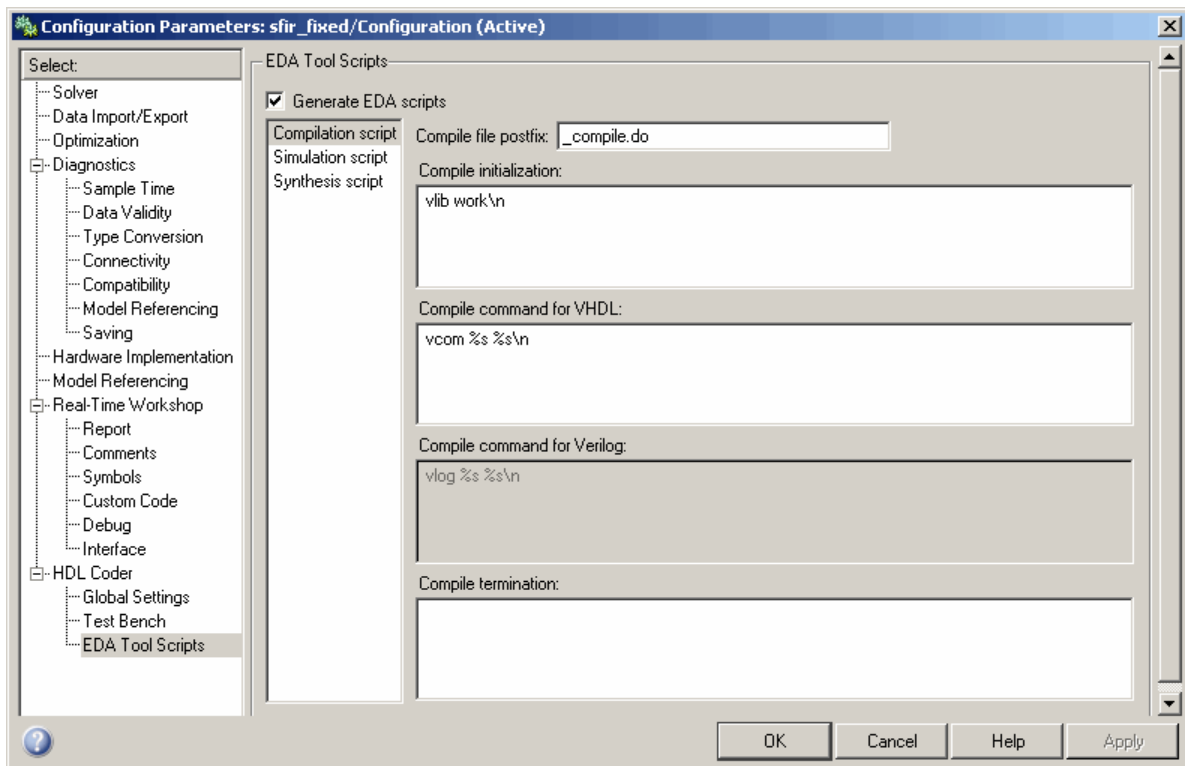 Configuration Parameters: sfir_fixed/Configuration (Active)
Select:
Solver
Data Import/Export
Optimization
Diagnostics
Sample Time
Data Validity
Type Conversion
Connectivity
Compatibility
Model Referencing
Saving
Hardware Implementation
Model Referencing
Real-Time Workshop
Report
Comments
Symbols
Custom Code
Debug
Interface
HDL Coder
Global Settings
Test Bench
EDA Tool Scripts
EDA Tool Scripts
Generate EDA scripts
Compilation script
Simulation script
Synthesis script
Compile file postfix: _compile.do
Compile initialization:
vlib work\n
Compile command for VHDL:
vcom %s %s\n
Compile command for Verilog:
vlog %s %s\n
Compile termination:
OK Cancel Help Apply